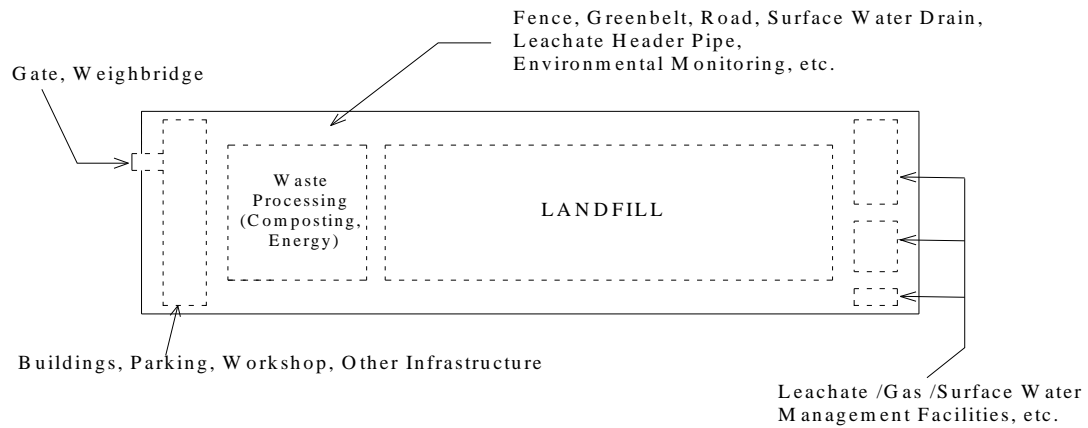 Fence, Greenbelt, Road, Surface Water Drain,
Leachate Header Pipe,
Environmental Monitoring, etc.
Gate, Weighbridge
Waste
Processing
(Composting,
Energy)
LANDFILL
Buildings, Parking, Workshop, Other Infrastructure
Leachate /Gas /Surface Water
Management Facilities, etc.